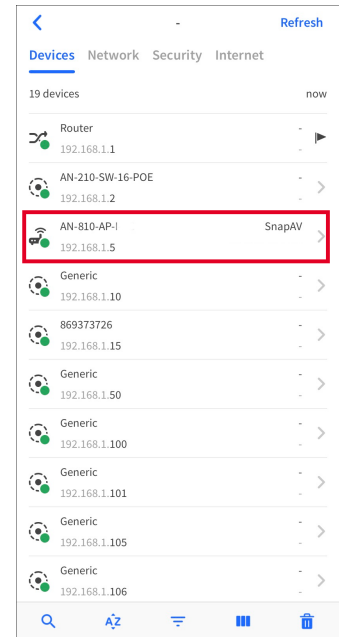 - Refresh
Devices Network Security Internet
19 devices now
Router -
192.168.1.1 -
AN-210-SW-16-POE -
192.168.1.2 -
AN-810-AP-I SnapAV
192.168.1.5
Generic -
192.168.1.10 -
869373726 -
192.168.1.15 -
Generic -
192.168.1.50 -
Generic -
192.168.1.100 -
Generic -
192.168.1.101 -
Generic -
192.168.1.105 -
Generic -
192.168.1.106 -
AZ